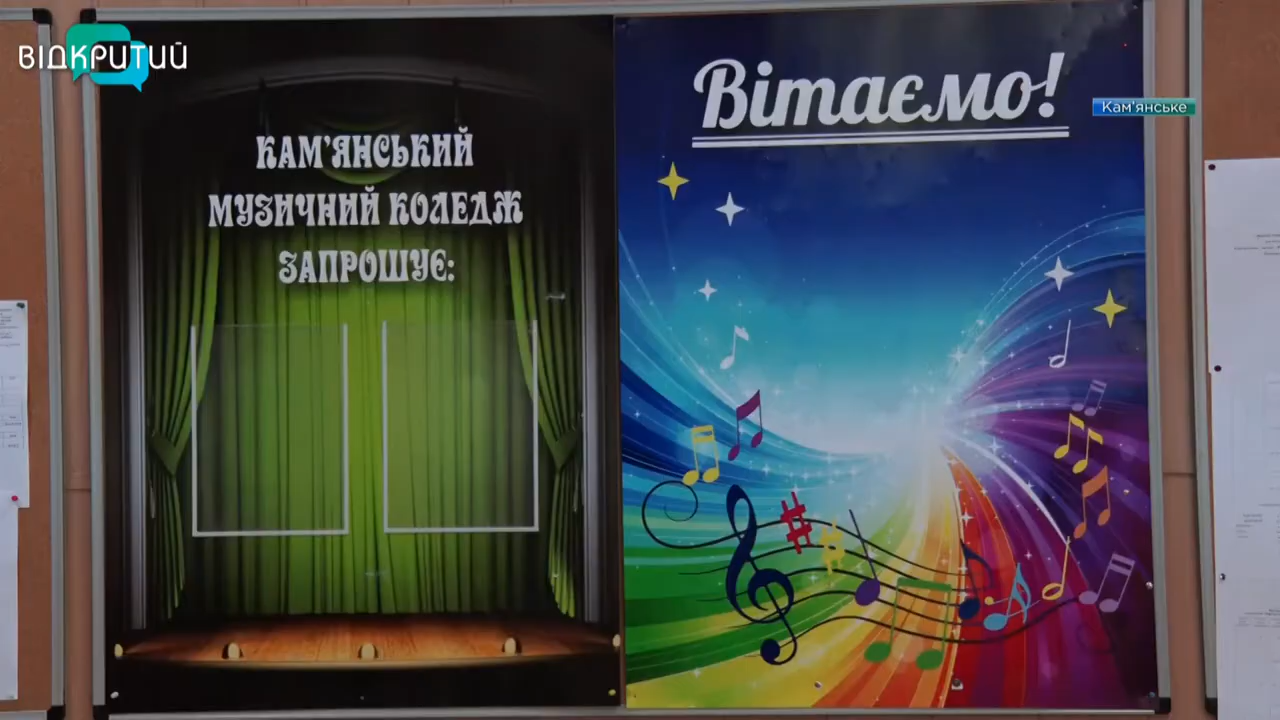 ВІДКРИТИЙ
КАМ'ЯНСЬКИЙ
МУЗИЧНИЙ КОЛЕДЖ
ЗАПРОШУЄ:
Вітаємо!
Кам'янське